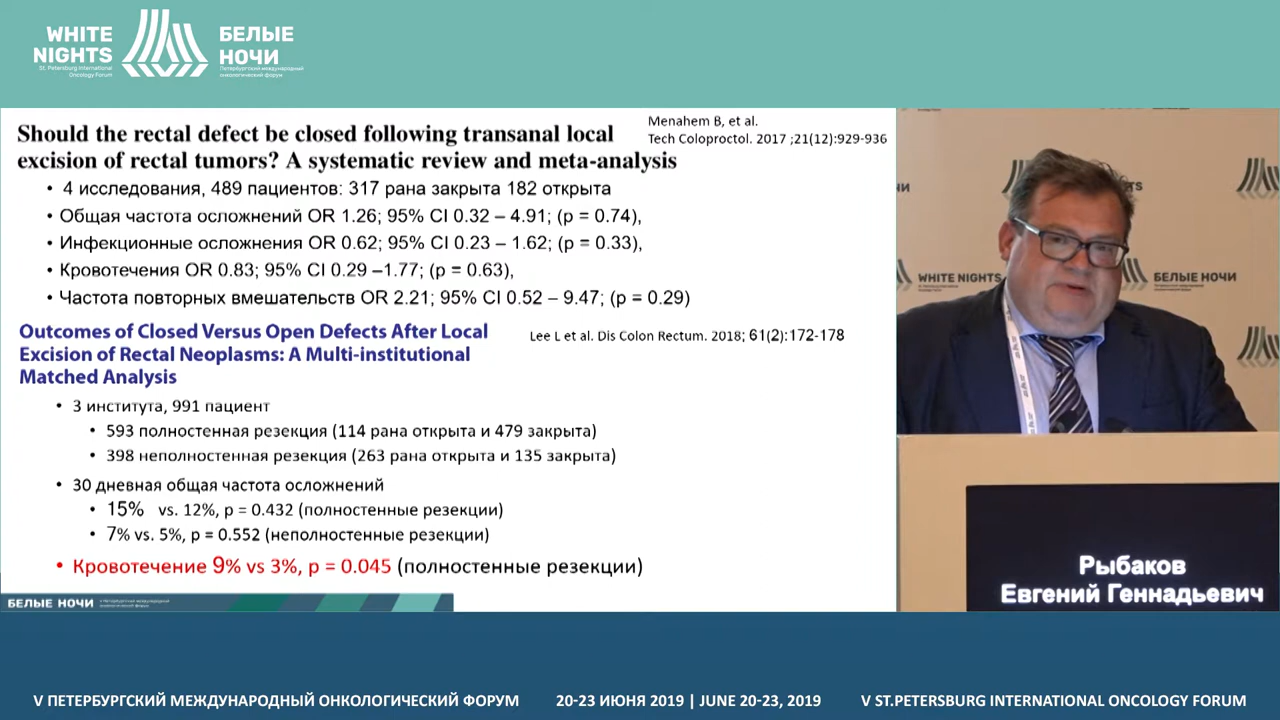 WHITE
NIGHTS
St. Petersburg International
Oncology Forum
БЕЛЫЕ
НОЧИ
Петербургский международный
онкологический форум
Should the rectal defect be closed following transanal local
excision of rectal tumors? A systematic review and meta-analysis
Menahem B, et al.
Tech Coloproctol. 2017 ;21(12):929-936
• 4 исследования, 489 пациентов: 317 рана закрыта 182 открыта
• Общая частота осложнений OR 1.26; 95% CI 0.32 – 4.91; (p = 0.74),
• Инфекционные осложнения OR 0.62; 95% CI 0.23 – 1.62; (p = 0.33),
• Кровотечения OR 0.83; 95% CI 0.29 –1.77; (p = 0.63),
• Частота повторных вмешательств OR 2.21; 95% CI 0.52 – 9.47; (p = 0.29)
Outcomes of Closed Versus Open Defects After Local
Excision of Rectal Neoplasms: A Multi-institutional
Matched Analysis
Lee L et al. Dis Colon Rectum. 2018; 61(2):172-178
• 3 института, 991 пациент
• 593 полностенная резекция (114 рана открыта и 479 закрыта)
• 398 неполностенная резекция (263 рана открыта и 135 закрыта)
• 30 дневная общая частота осложнений
• 15% vs. 12%, p = 0.432 (полностенные резекции)
• 7% vs. 5%, p = 0.552 (неполностенные резекции)
• Кровотечение 9% vs 3%, p = 0.045 (полностенные резекции)
БЕЛЫЕ НОЧИ
WHITE NIGHTS
БЕЛЫЕ НОЧИ
Рыбаков
Евгений Геннадьевич
V ПЕТЕРБУРГСКИЙ МЕЖДУНАРОДНЫЙ ОНКОЛОГИЧЕСКИЙ ФОРУМ
20-23 ИЮНЯ 2019 | JUNE 20-23, 2019
V ST.PETERSBURG INTERNATIONAL ONCOLOGY FORUM